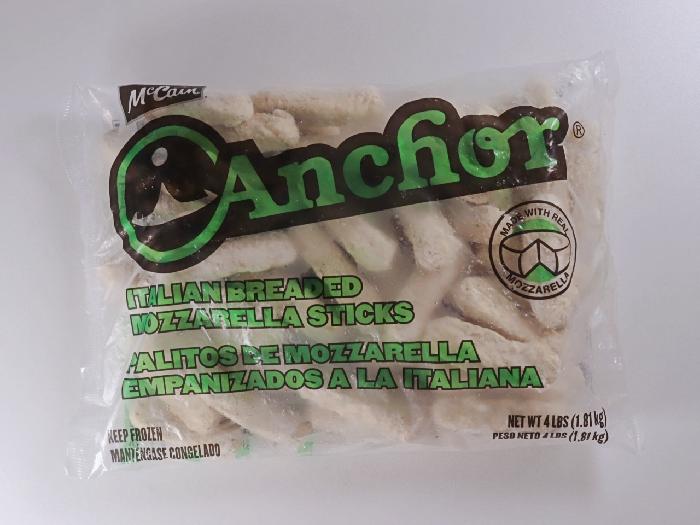 McCain
Anchor®
MADE WITH REAL
MOZZARELLA
ITALIAN BREADED
MOZZARELLA STICKS
PALITOS DE MOZZARELLA
EMPANIZADOS A LA ITALIANA
NET WT 4 LBS (1.81 kg)
PESO NETO 4 LBS (1.81 kg)
KEEP FROZEN
MANTÉNGASE CONGELADO